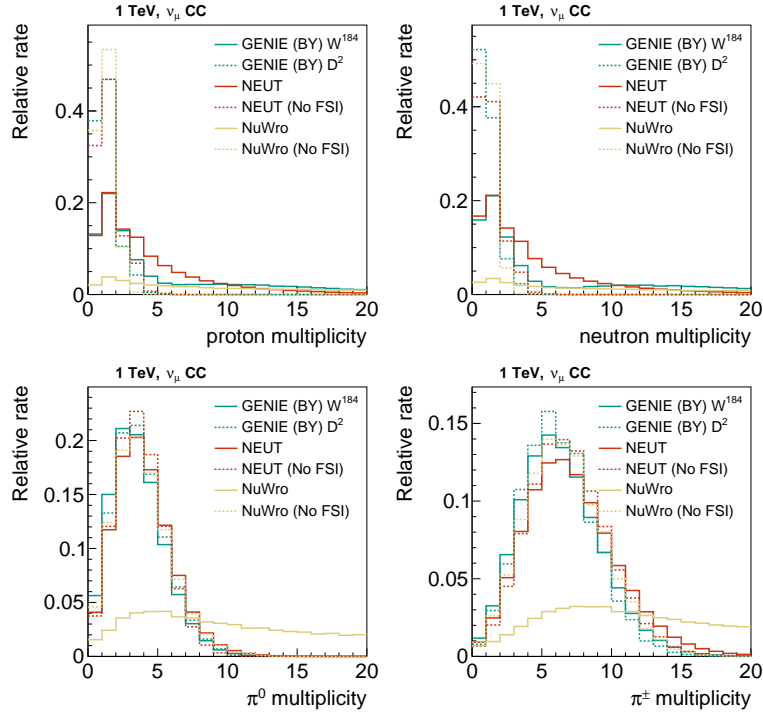 1 TeV, ν_μ CC
Relative rate
0.4
0.2
0
0 5 10 15 20
proton multiplicity
GENIE (BY) W¹⁸⁴
GENIE (BY) D²
NEUT
NEUT (No FSI)
NuWro
NuWro (No FSI)
1 TeV, ν_μ CC
Relative rate
0.4
0.2
0
0 5 10 15 20
neutron multiplicity
GENIE (BY) W¹⁸⁴
GENIE (BY) D²
NEUT
NEUT (No FSI)
NuWro
NuWro (No FSI)
1 TeV, ν_μ CC
Relative rate
0.2
0.15
0.1
0.05
0
0 5 10 15 20
π⁰ multiplicity
GENIE (BY) W¹⁸⁴
GENIE (BY) D²
NEUT
NEUT (No FSI)
NuWro
NuWro (No FSI)
1 TeV, ν_μ CC
Relative rate
0.15
0.1
0.05
0
0 5 10 15 20
π± multiplicity
GENIE (BY) W¹⁸⁴
GENIE (BY) D²
NEUT
NEUT (No FSI)
NuWro
NuWro (No FSI)